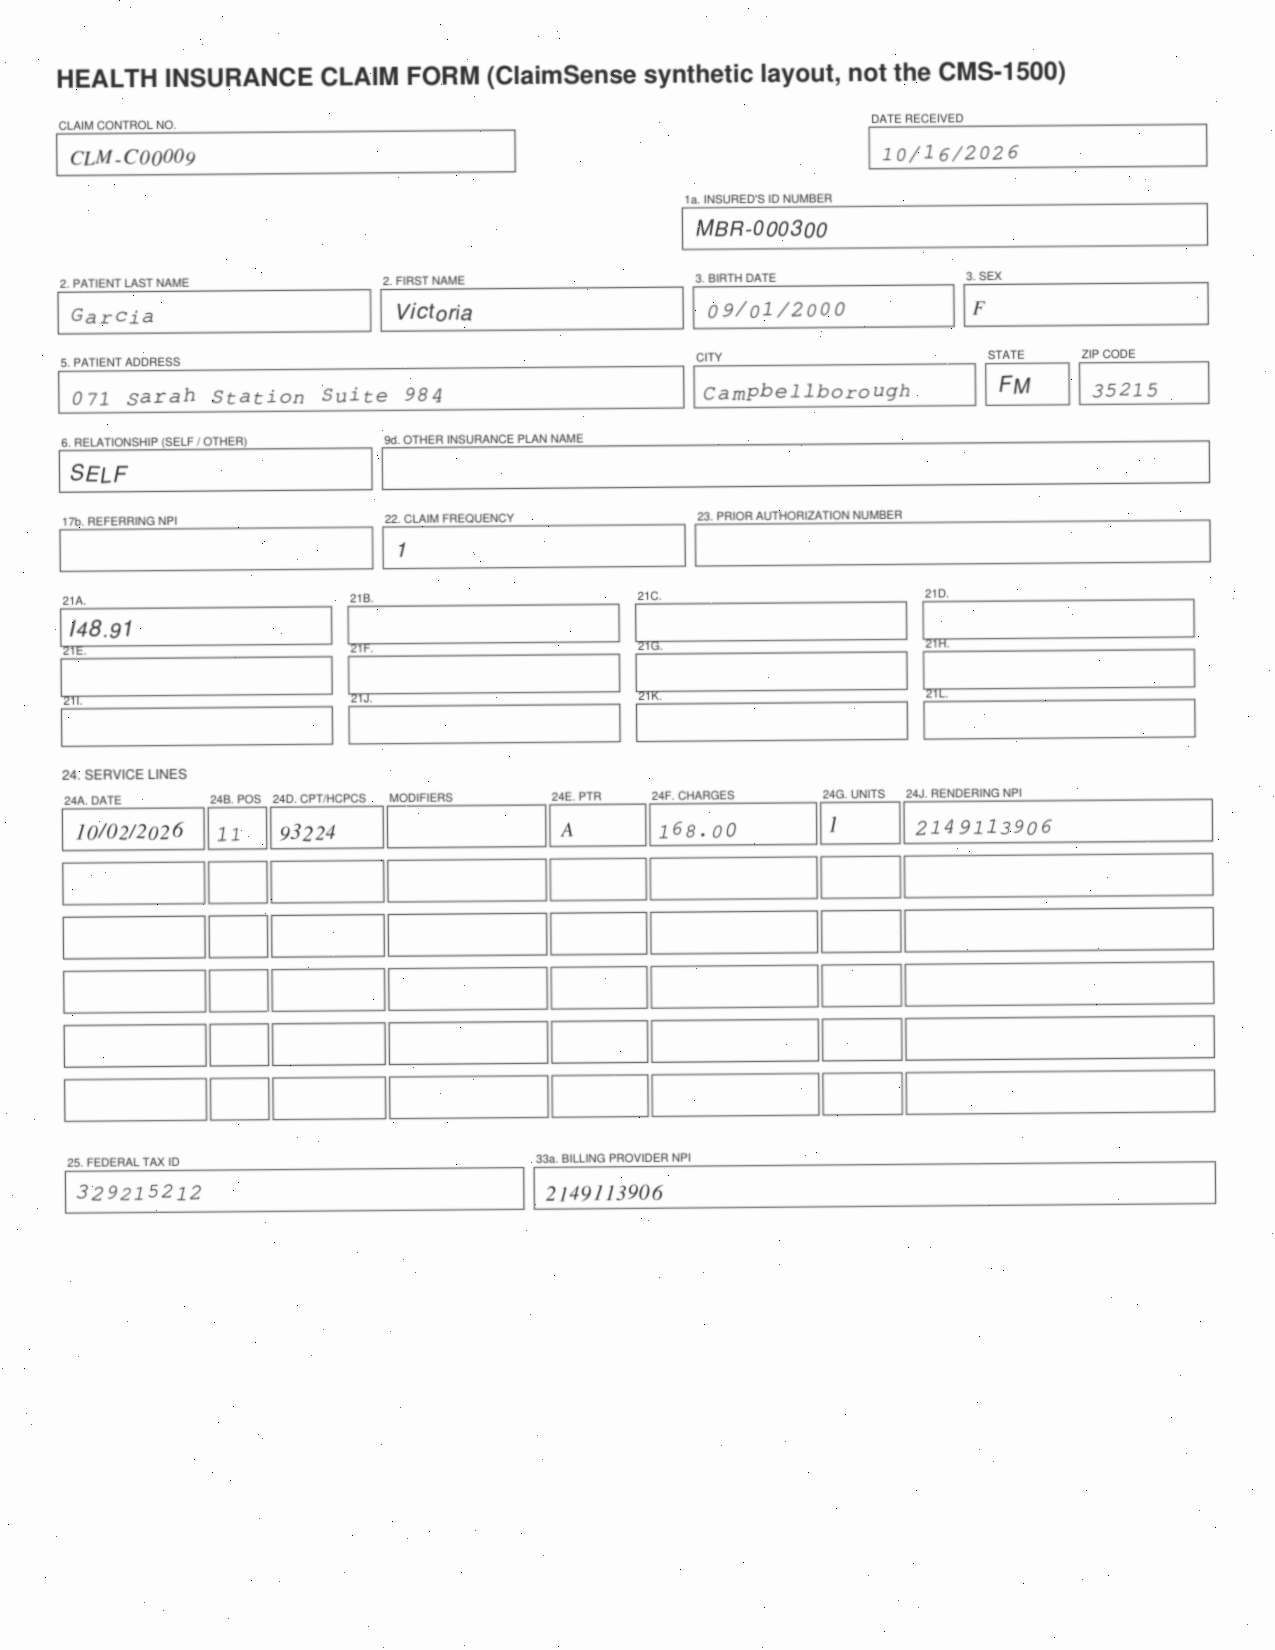 HEALTH INSURANCE CLAIM FORM (ClaimSense synthetic layout, not the CMS-1500)
CLAIM CONTROL NO. DATE RECEIVED
CLM-C00009 10/16/2026
1a. INSURED'S ID NUMBER
MBR-000300
2. PATIENT LAST NAME 2. FIRST NAME 3. BIRTH DATE 3. SEX
Garcia Victoria 09/01/2000 F
5. PATIENT ADDRESS CITY STATE ZIP CODE
071 Sarah Station Suite 984 Campbellborough FM 35215
6. RELATIONSHIP (SELF / OTHER) 9d. OTHER INSURANCE PLAN NAME
SELF
17b. REFERRING NPI 22. CLAIM FREQUENCY 23. PRIOR AUTHORIZATION NUMBER
1
21A. 21B. 21C. 21D.
I48.91
21E. 21F. 21G. 21H.
21I. 21J. 21K. 21L.
24. SERVICE LINES
24A. DATE 24B. POS 24D. CPT/HCPCS MODIFIERS 24E. PTR 24F. CHARGES 24G. UNITS 24J. RENDERING NPI
10/02/2026 11 93224 A 168.00 1 2149113906
25. FEDERAL TAX ID 33a. BILLING PROVIDER NPI
329215212 2149113906